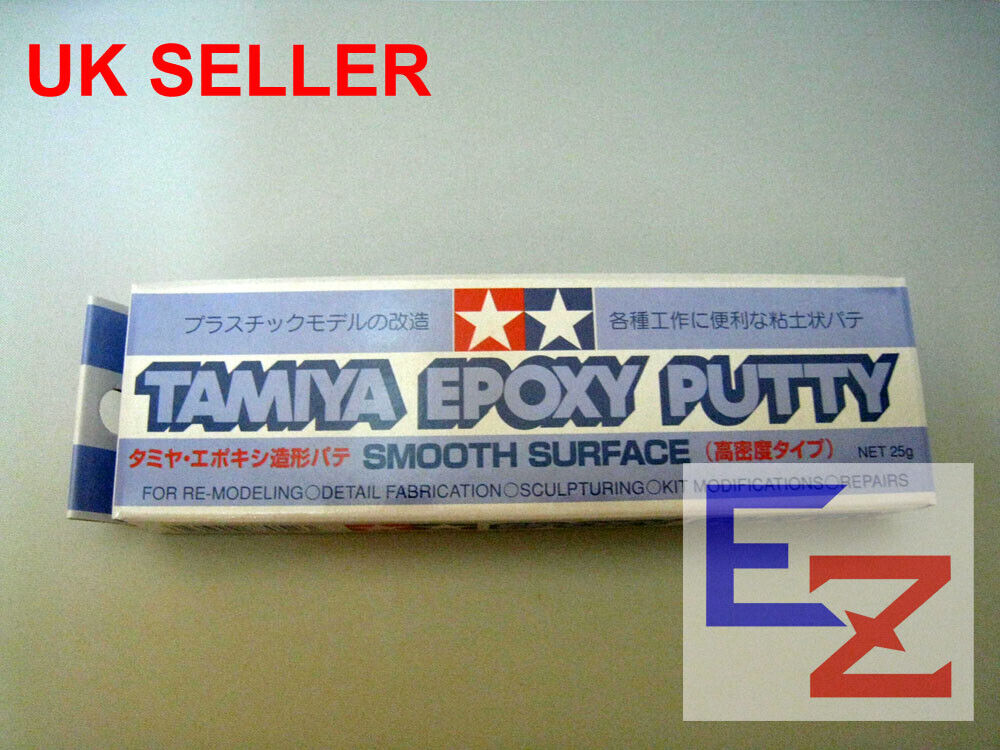 UK SELLER
プラスチックモデルの改造
各種工作に便利な粘土状パテ
TAMIYA EPOXY PUTTY
タミヤ・エポキシ造形パテ SMOOTH SURFACE (高密度タイプ) NET 25g
FOR RE-MODELING○DETAIL FABRICATION○SCULPTURING○KIT MODIFICATIONS○REPAIRS
EZ